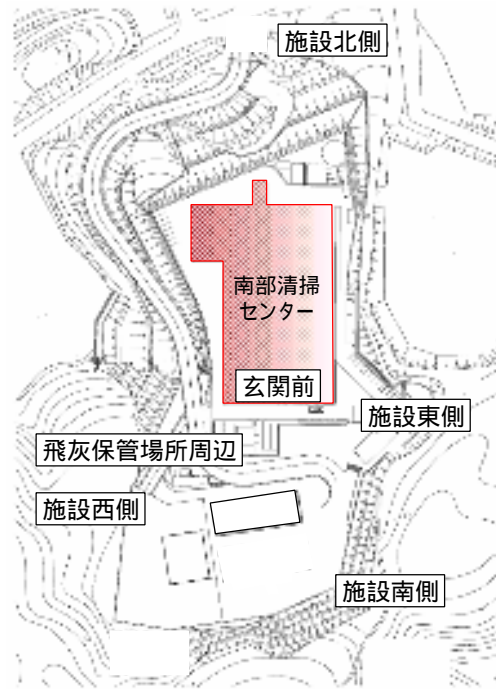 施設北側
南部清掃
センター
玄関前
施設東側
飛灰保管場所周辺
施設西側
施設南側